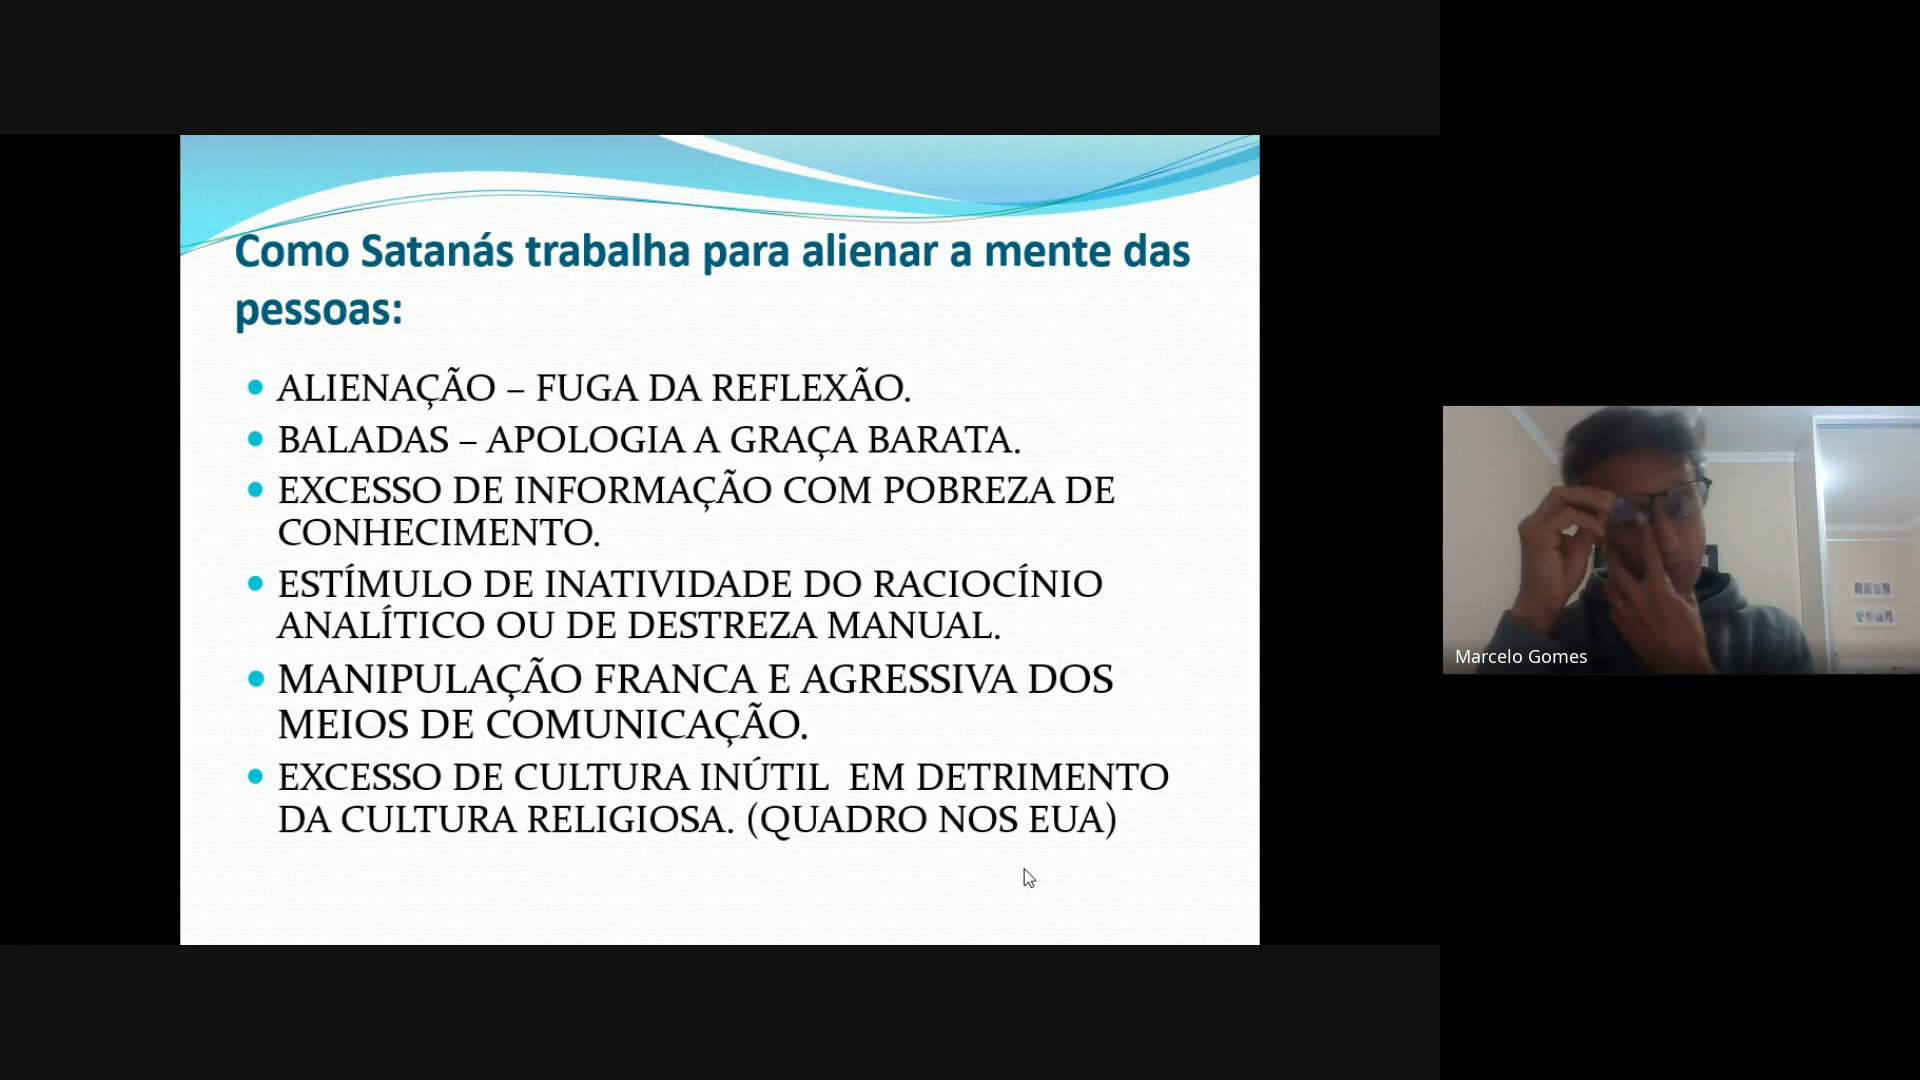 Como Satanás trabalha para alienar a mente das
pessoas:
ALIENAÇÃO – FUGA DA REFLEXÃO.
BALADAS – APOLOGIA A GRAÇA BARATA.
EXCESSO DE INFORMAÇÃO COM POBREZA DE
CONHECIMENTO.
ESTÍMULO DE INATIVIDADE DO RACIOCÍNIO
ANALÍTICO OU DE DESTREZA MANUAL.
MANIPULAÇÃO FRANCA E AGRESSIVA DOS
MEIOS DE COMUNICAÇÃO.
EXCESSO DE CULTURA INÚTIL  EM DETRIMENTO
DA CULTURA RELIGIOSA. (QUADRO NOS EUA)
Marcelo Gomes